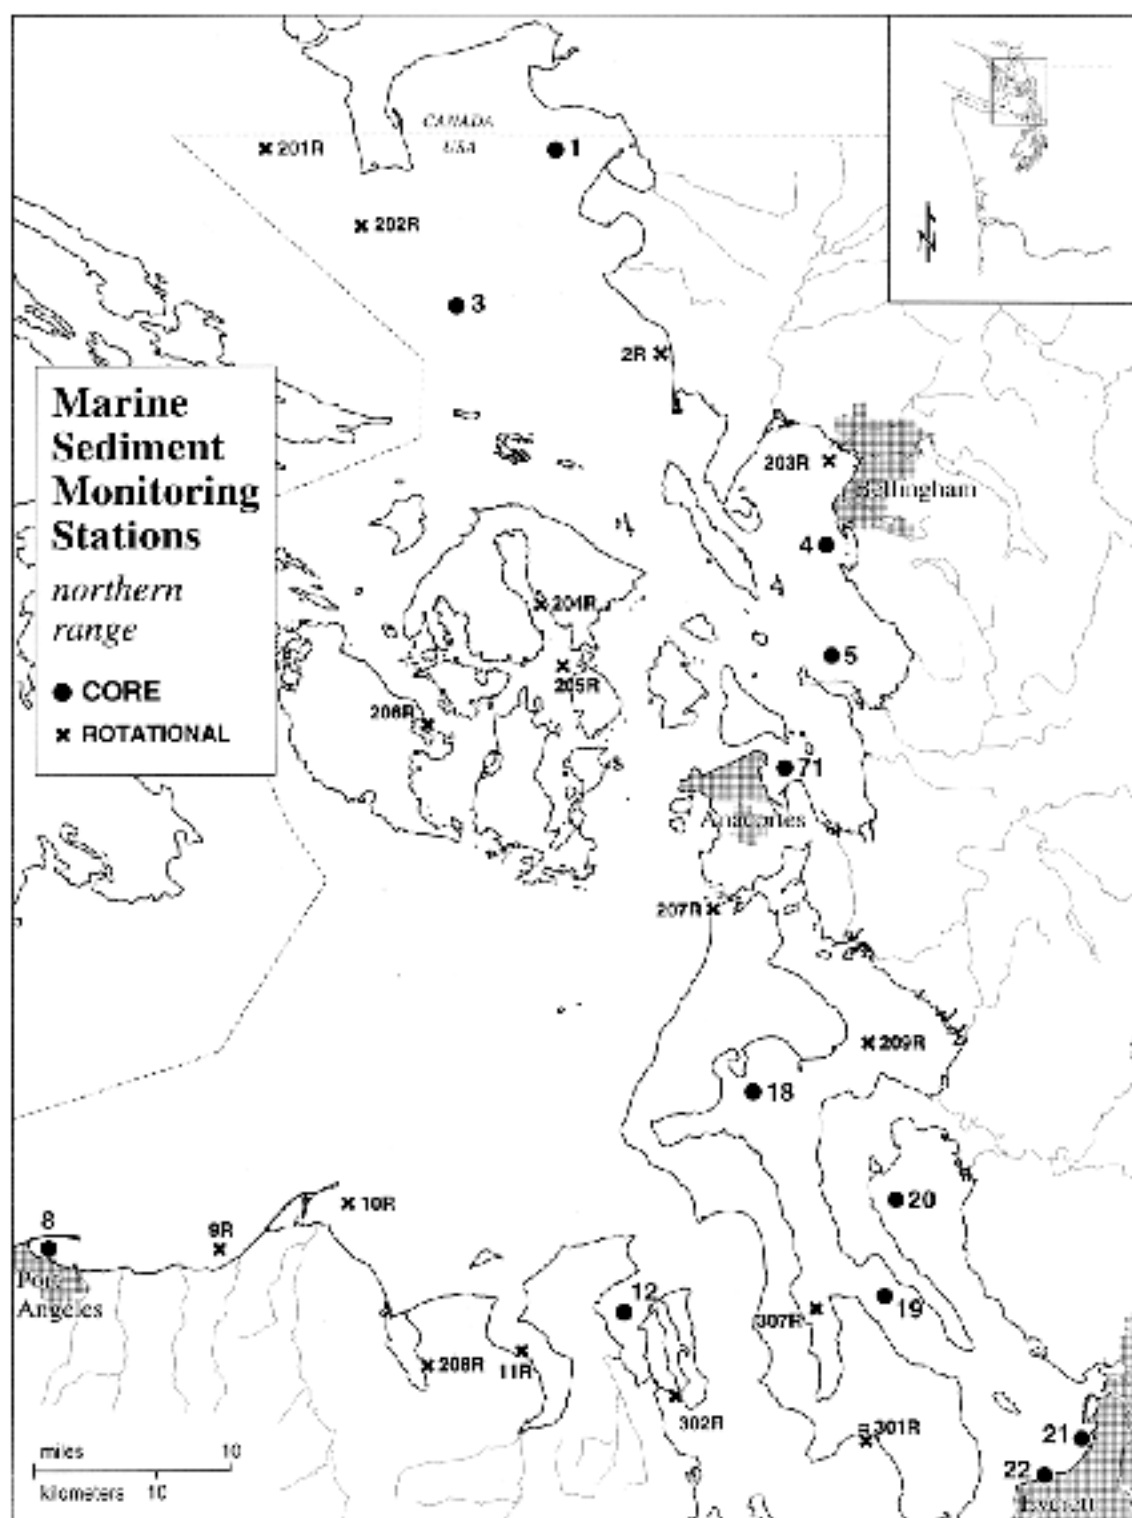 CANADA
USA
201R
1
202R
3
2R
Marine
Sediment
Monitoring
Stations
northern
range
CORE
ROTATIONAL
203R
Bellingham
4
204R
5
205R
206R
71
Anacortes
207R
209R
18
20
10R
8
9R
Port
Angeles
12
19
307R
208R
11R
302R
301R
21
22
Everett
miles 10
kilometers 10